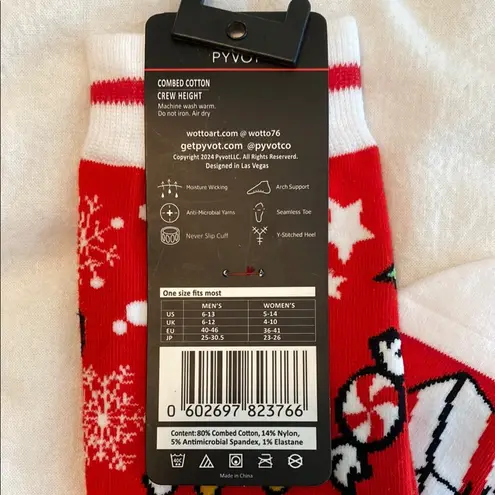 PYVOT
COMBED COTTON
CREW HEIGHT
Machine wash warm.
Do not iron. Air dry
wottoart.com @ wotto76
getpyvot.com @pyvotco
Copyright 2024 PyvotLLC. All Rights Reserverd.
Designed in Las Vegas
Moisture Wicking Arch Support
Anti-Microbial Yarns Seamless Toe
Never Slip Cuff Y-Stitched Heel
One size fits most
MEN'S WOMEN'S
US 6-13 5-14
UK 6-12 4-10
EU 40-46 36-41
JP 25-30.5 23-26
0 602697 823766
Content: 80% Combed Cotton, 14% Nylon,
5% Antimicrobial Spandex, 1% Elastane
40C
Made in China